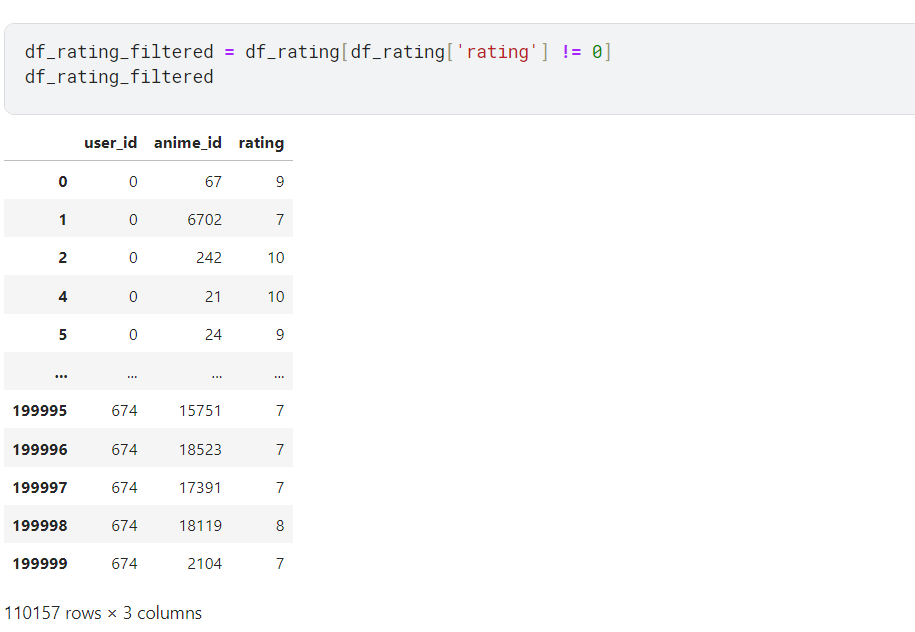 df_rating_filtered = df_rating[df_rating['rating'] != 0]
df_rating_filtered
user_id anime_id rating
0 0 67 9
1 0 6702 7
2 0 242 10
4 0 21 10
5 0 24 9
... ... ... ...
199995 674 15751 7
199996 674 18523 7
199997 674 17391 7
199998 674 18119 8
199999 674 2104 7
110157 rows × 3 columns